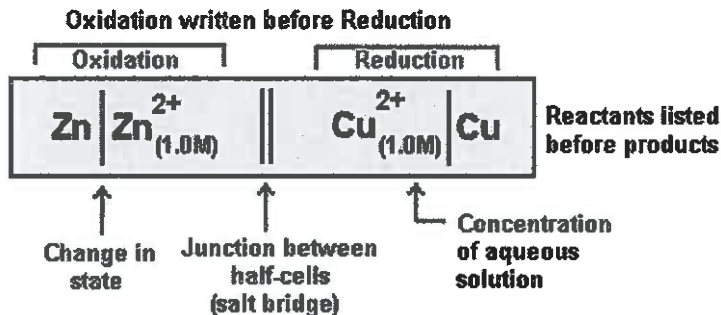 Oxidation written before Reduction
Oxidation Reduction
Zn | Zn²⁺(1.0M) || Cu²⁺(1.0M) | Cu
Reactants listed
before products
Change in
state
Junction between
half-cells
(salt bridge)
Concentration
of aqueous
solution